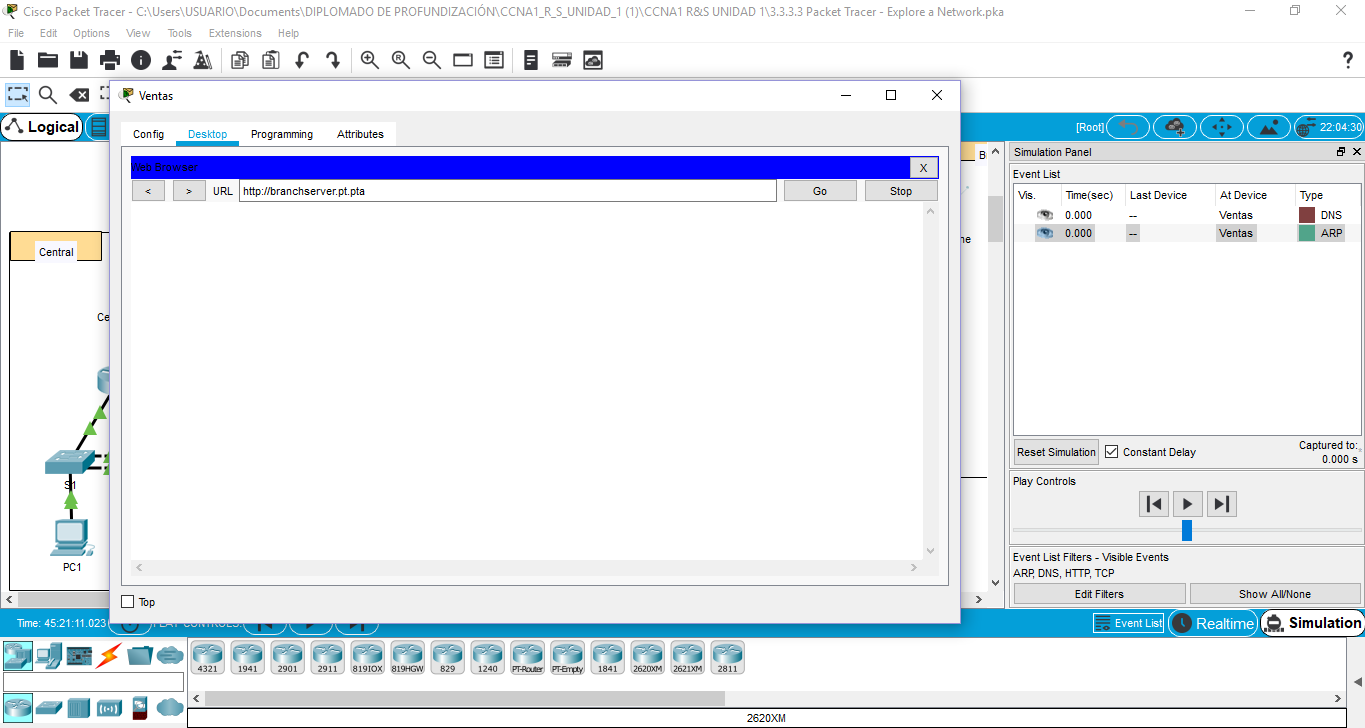 Cisco Packet Tracer - C:\Users\USUARIO\Documents\DIPLOMADO DE PROFUNDIZACIÓN\CCNA1_R_S_UNIDAD_1 (1)\CCNA1 R&S UNIDAD 1\3.3.3.3 Packet Tracer - Explore a Network.pka
File Edit Options View Tools Extensions Help
Ventas
Logical
[Root] 22:04:30
Config Desktop Programming Attributes
Simulation Panel
Web Browser X
Event List
< > URL http://branchserver.pt.pta Go Stop
Vis. Time(sec) Last Device At Device Type
0.000 -- Ventas DNS
0.000 -- Ventas ARP
Central
Ce
S1
PC1
Reset Simulation Constant Delay Captured to:
0.000 s
Play Controls
Event List Filters - Visible Events
ARP, DNS, HTTP, TCP
Edit Filters Show All/None
Top
Time: 45:21:11.023 PLAY CONTROLS: Event List Realtime Simulation
4321 1941 2901 2911 819IOX 819HGW 829 1240 PT-Router PT-Empty 1841 2620XM 2621XM 2811
2620XM